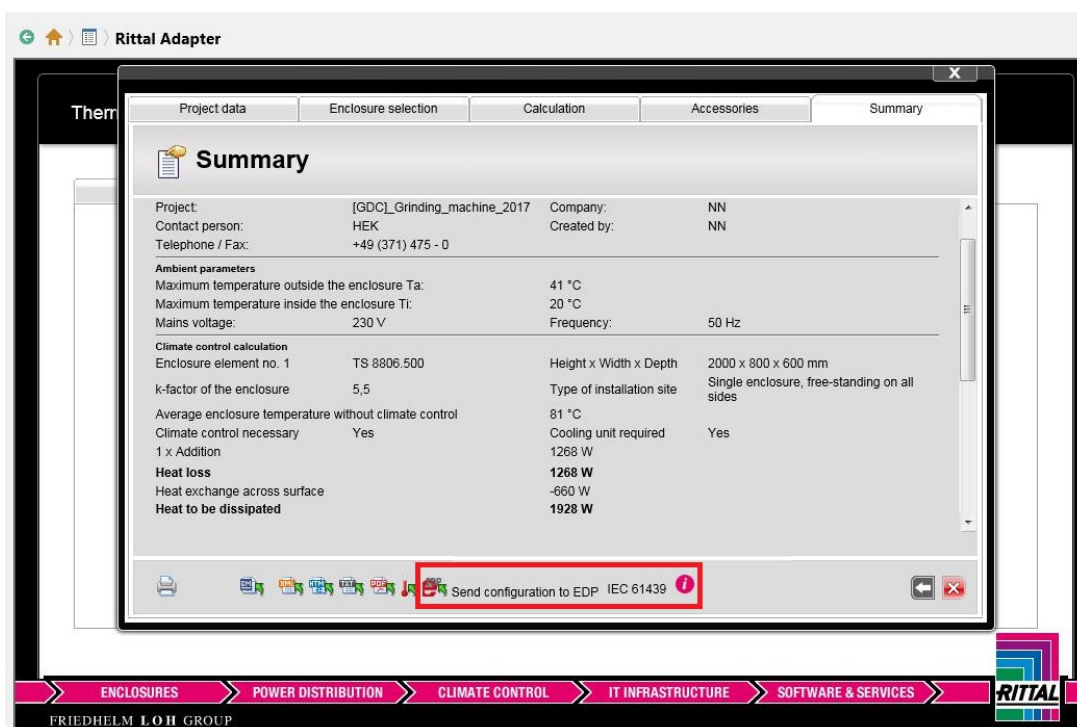 Rittal Adapter
X
Therm
Project data
Enclosure selection
Calculation
Accessories
Summary
Summary
Project: [GDC]_Grinding_machine_2017 Company: NN
Contact person: HEK Created by: NN
Telephone / Fax: +49 (371) 475 - 0
Ambient parameters
Maximum temperature outside the enclosure Ta: 41 °C
Maximum temperature inside the enclosure Ti: 20 °C
Mains voltage: 230 V Frequency: 50 Hz
Climate control calculation
Enclosure element no. 1 TS 8806.500 Height x Width x Depth 2000 x 800 x 600 mm
k-factor of the enclosure 5,5 Type of installation site Single enclosure, free-standing on all
sides
Average enclosure temperature without climate control 81 °C
Climate control necessary Yes Cooling unit required Yes
1 x Addition 1268 W
Heat loss 1268 W
Heat exchange across surface -660 W
Heat to be dissipated 1928 W
Send configuration to EDP IEC 61439 i
ENCLOSURES
POWER DISTRIBUTION
CLIMATE CONTROL
IT INFRASTRUCTURE
SOFTWARE & SERVICES
RITTAL
FRIEDHELM LOH GROUP